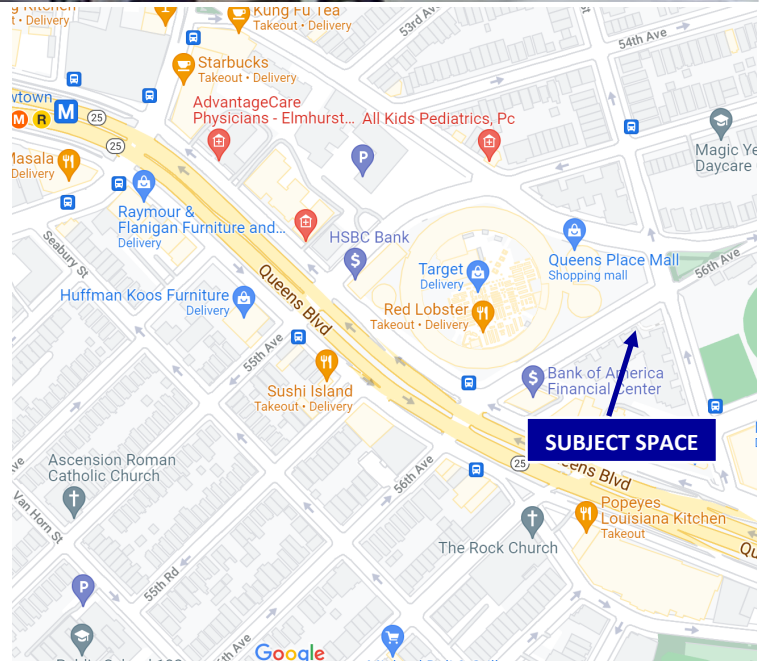 Kung Fu Tea
Takeout • Delivery
t • Delivery
53rd Av
54th Ave
Starbucks
Takeout • Delivery
wtown
M
25
M R
25
AdvantageCare
Physicians - Elmhurst...
All Kids Pediatrics, Pc
P
Masala
Delivery
Magic Ye
Daycare
Raymour &
Flanigan Furniture and...
Delivery
Seabury St
HSBC Bank
Queens Place Mall
Shopping mall
56th Ave
Target
Delivery
Huffman Koos Furniture
Delivery
Queens Blvd
Red Lobster
Takeout • Delivery
55th Ave
Sushi Island
Takeout • Delivery
Bank of America
Financial Center
SUBJECT SPACE
Ascension Roman
Catholic Church
56th Ave
25
ens Blvd
Van Horn St
Popeyes
Louisiana Kitchen
Takeout
The Rock Church
Qu
55th Rd
P
Google